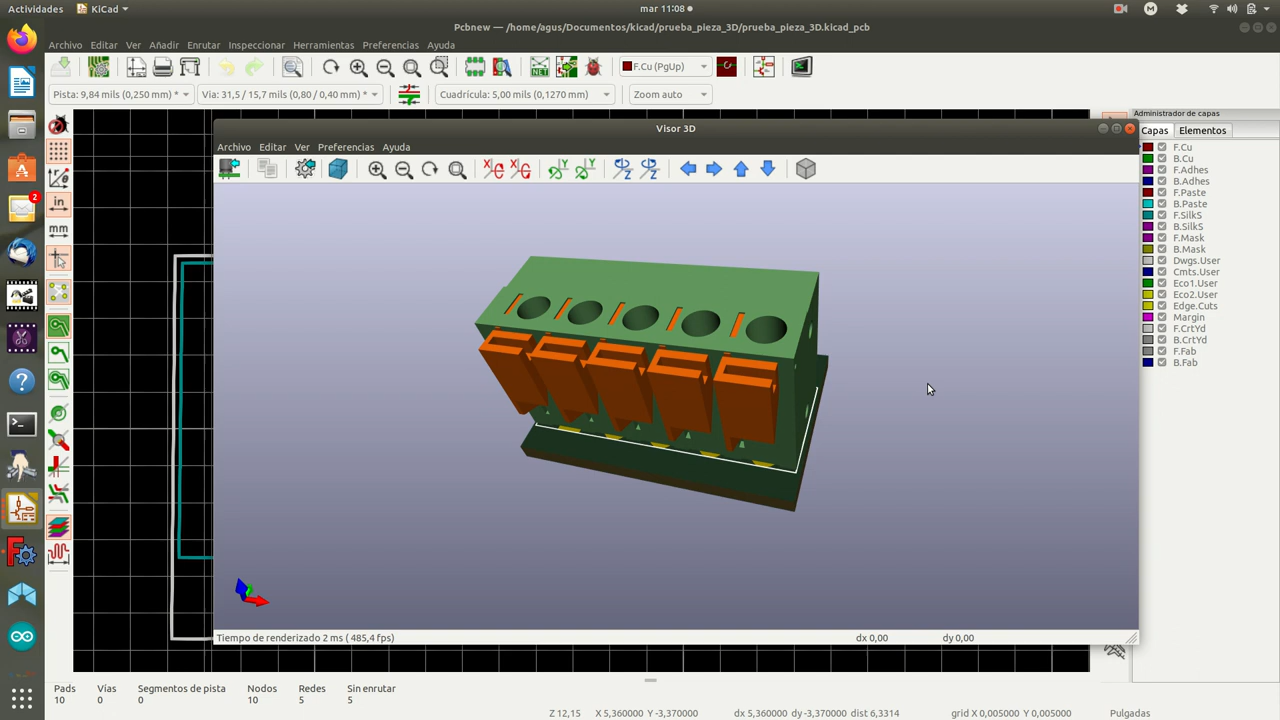 Actividades KiCad mar 11:08
Pcbnew — /home/agus/Documentos/kicad/prueba_pieza_3D/prueba_pieza_3D.kicad_pcb
Archivo Editar Ver Añadir Enrutar Inspeccionar Herramientas Preferencias Ayuda
NET F.Cu (PgUp)
Pista: 9,84 mils (0,250 mm) * Via: 31,5 / 15,7 mils (0,80 / 0,40 mm) * Cuadrícula: 5,00 mils (0,1270 mm) Zoom auto
Administrador de capas
Visor 3D
Capas Elementos
Archivo Editar Ver Preferencias Ayuda
F.Cu
B.Cu
F.Adhes
B.Adhes
F.Paste
B.Paste
F.SilkS
B.SilkS
F.Mask
B.Mask
Dwgs.User
Cmts.User
Eco1.User
Eco2.User
Edge.Cuts
Margin
F.CrtYd
B.CrtYd
F.Fab
B.Fab
in
mm
2
Tiempo de renderizado 2 ms ( 485,4 fps) dx 0,00 dy 0,00
Pads Vías Segmentos de pista Nodos Redes Sin enrutar
10 0 0 10 5 5
Z 12,15 X 5,360000 Y -3,370000 dx 5,360000 dy -3,370000 dist 6,3314 grid X 0,005000 Y 0,005000 Pulgadas